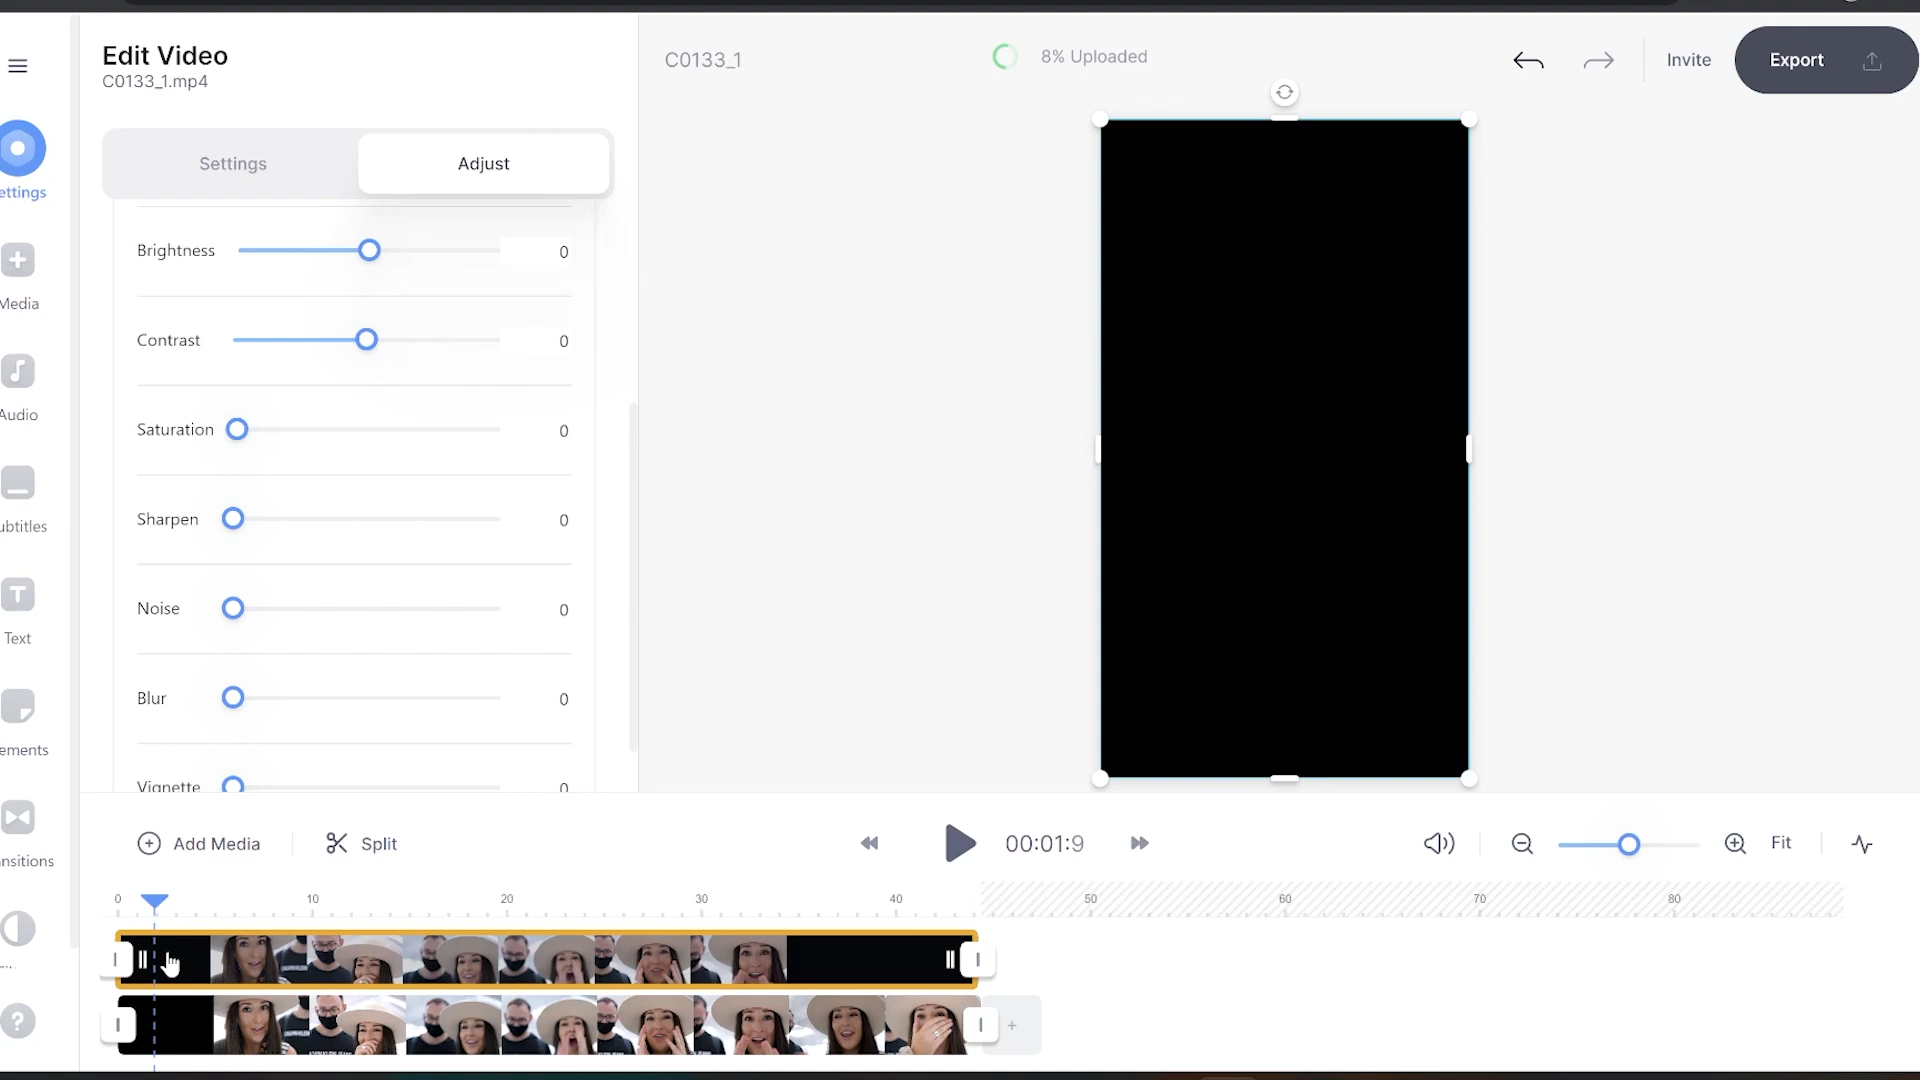 Edit Video
C0133_1.mp4
C0133_1
8% Uploaded
Invite
Export
Settings
Adjust
ettings
Brightness 0
Media
Contrast 0
Audio
Saturation 0
ubtitles
Sharpen 0
Text
Noise 0
ements
Blur 0
Vignette 0
nsitions
Add Media
Split
00:01:9
Fit
0 10 20 30 40 50 60 70 80
?